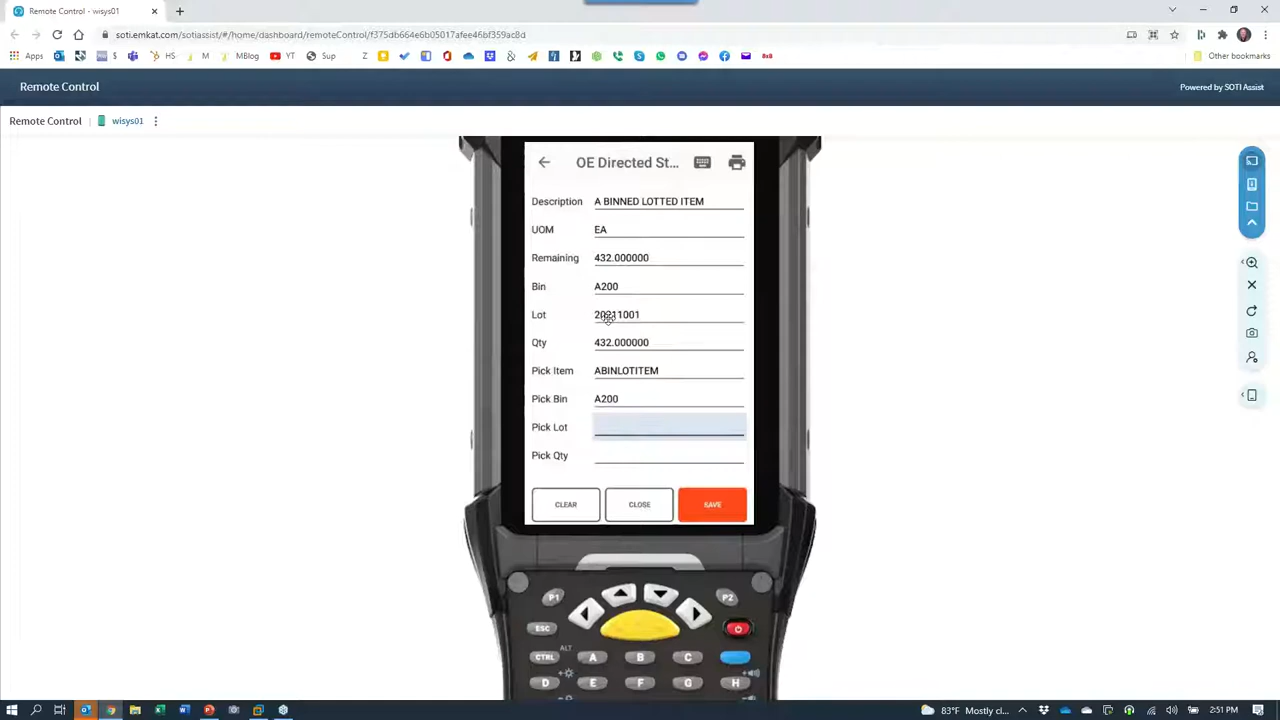 Remote Control - wisys01
soti.emkat.com/sotiassist/#/home/dashboard/remoteControl/f375db664e6b05017afee46bf359ac8d
Apps
S
HS
M
MBlog
YT
Sup
Z
8x8
Other bookmarks
Remote Control
Powered by SOTI Assist
Remote Control | wisys01
OE Directed St...
Description A BINNED LOTTED ITEM
UOM EA
Remaining 432.000000
Bin A200
Lot 20211001
Qty 432.000000
Pick Item ABINLOTITEM
Pick Bin A200
Pick Lot
Pick Qty
CLEAR CLOSE SAVE
P1 P2
ESC
ALT
CTRL A B C
D E F G H
83°F Mostly cl... 2:51 PM